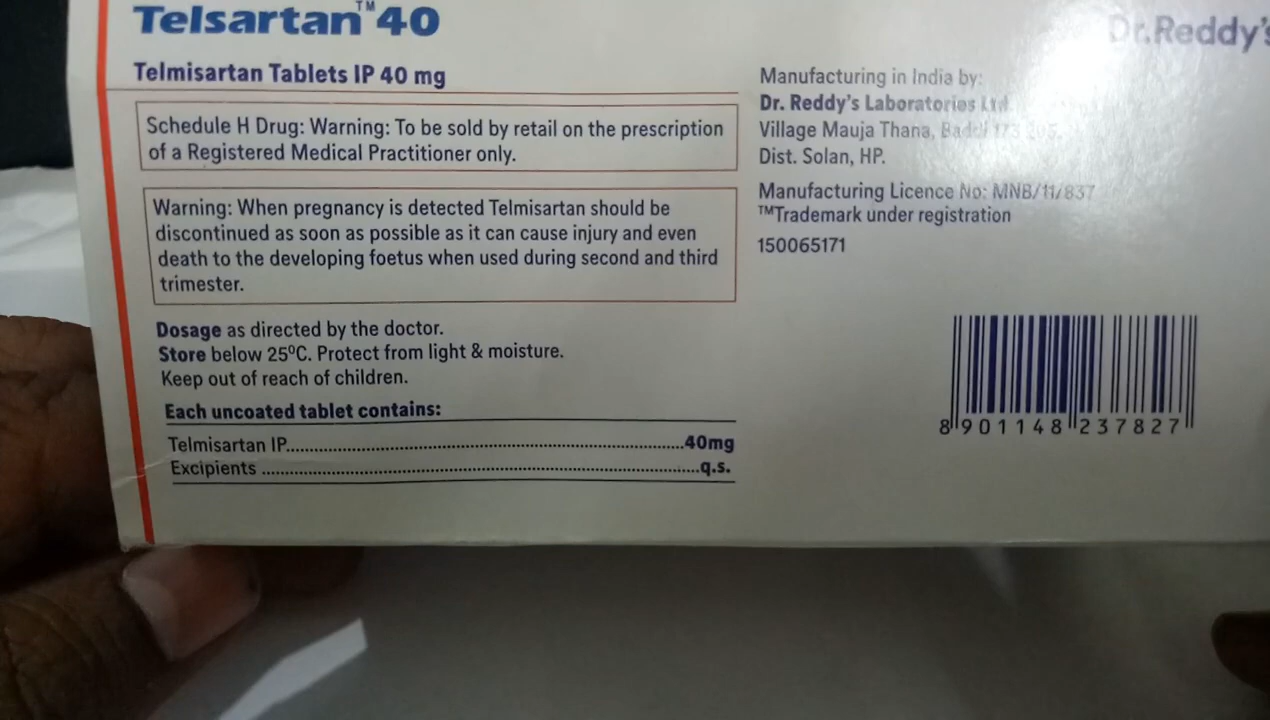 Telsartan™40
Dr.Reddy's
Telmisartan Tablets IP 40 mg
Schedule H Drug: Warning: To be sold by retail on the prescription
of a Registered Medical Practitioner only.
Warning: When pregnancy is detected Telmisartan should be
discontinued as soon as possible as it can cause injury and even
death to the developing foetus when used during second and third
trimester.
Dosage as directed by the doctor.
Store below 25⁰C. Protect from light & moisture.
Keep out of reach of children.
Each uncoated tablet contains:
Telmisartan IP....................40mg
Excipients ....................q.s.
Manufacturing in India by:
Dr. Reddy's Laboratories Ltd.
Village Mauja Thana, Baddi 173 205.
Dist. Solan, HP.
Manufacturing Licence No: MNB/11/837
™Trademark under registration
150065171
8 901148 237827